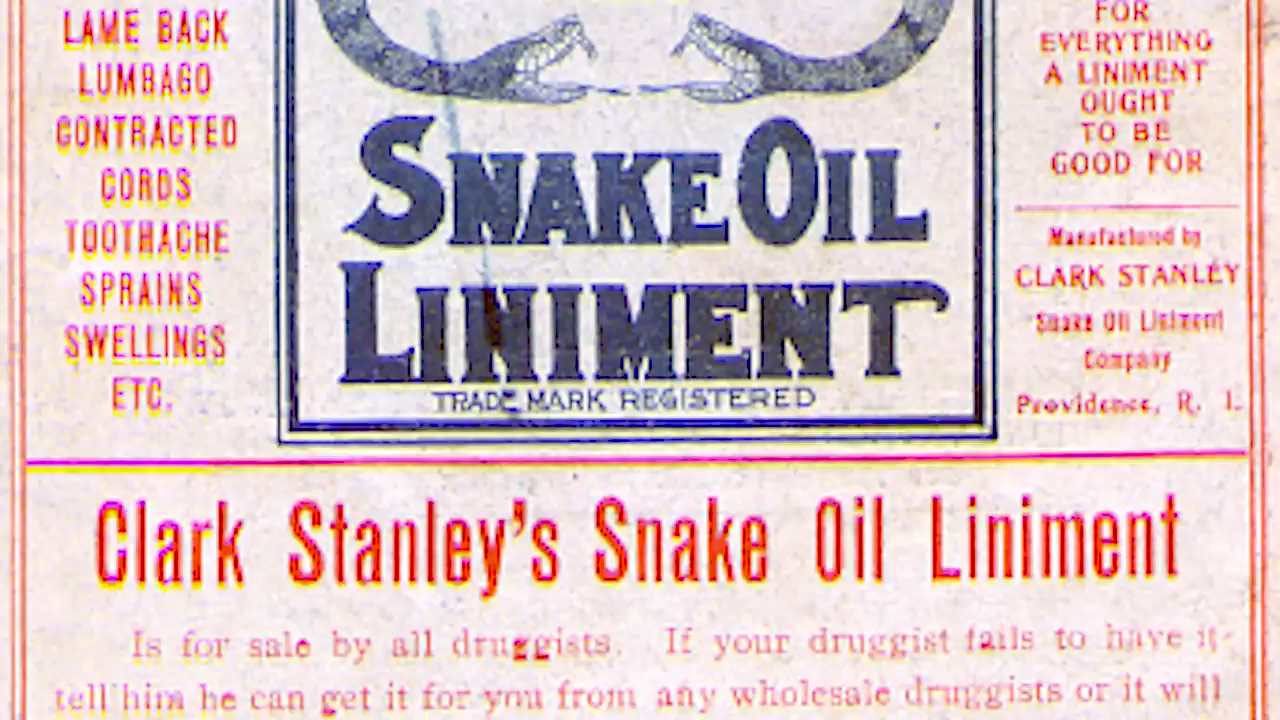 LAME BACK
LUMBAGO
CONTRACTED
CORDS
TOOTHACHE
SPRAINS
SWELLINGS
ETC.
SNAKE OIL
LINIMENT
TRADE MARK REGISTERED
FOR
EVERYTHING
A LINIMENT
OUGHT
TO BE
GOOD FOR
Manufactured by
CLARK STANLEY
Snake Oil Liniment
Company
Providence, R. I.
Clark Stanley's Snake Oil Liniment
Is for sale by all druggists. If your druggist fails to have it
tell him he can get it for you from any wholesale druggists or it will